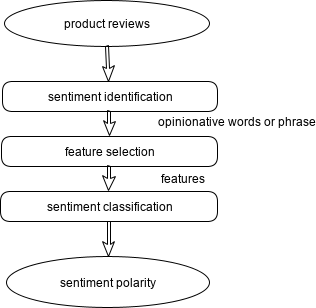 product reviews
sentiment identification
opinionative words or phrase
feature selection
features
sentiment classification
sentiment polarity